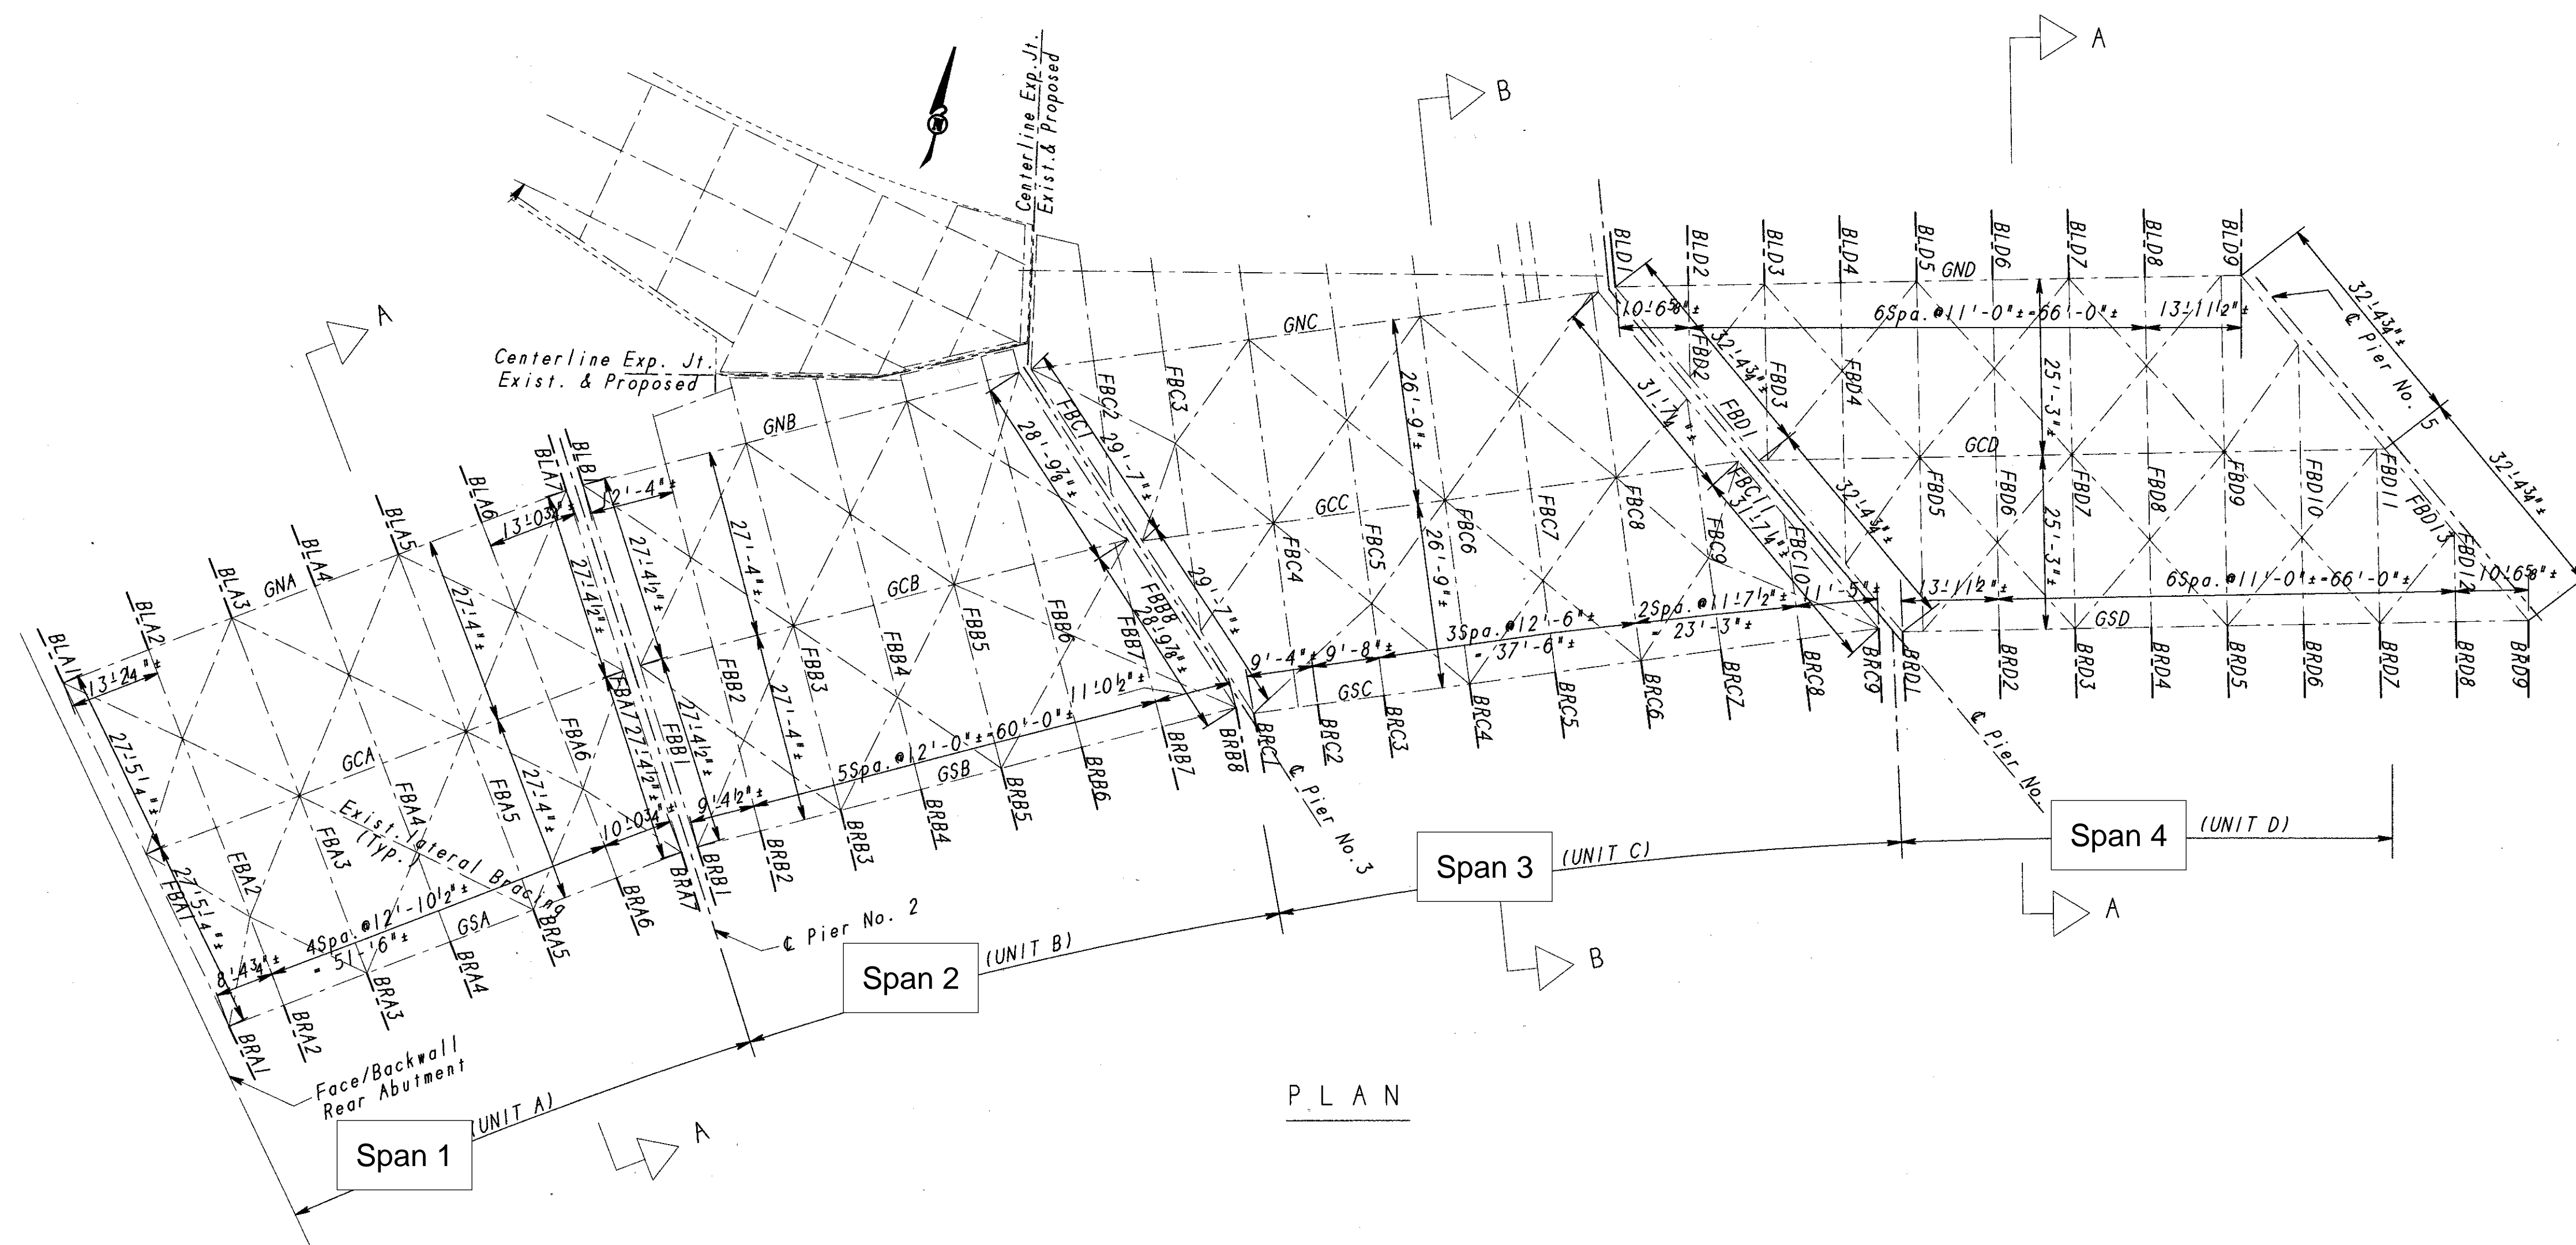 A
B
A
Centerline Exp. Jt.
Exist. & Proposed
N
Centerline Exp. Jt.
Exist. & Proposed
BLA1
BLA2
BLA3
BLA4
BLA5
BLA6
BLA7
BLB1
BLD1
BLD2
BLD3
BLD4
BLD5
BLD6
BLD7
BLD8
BLD9
GNA
GNB
GNC
GND
10'-6⅝"±
6Spa.@11'-0"±=66'-0"±
13'-11½"±
32'-4¾"±
32'-4¾"±
℄ Pier No. 5
13'-2¼"±
13'-0¾"±
12'-4"±
27'-4"±
27'-4½"±
27'-4½"±
27'-4"±
28'-9⅞"±
29'-7"±
26'-9"±
31'-7¼"±
32'-4¾"±
25'-3"±
GCA
GCB
GCC
GCD
27'-5¼"±
27'-5¼"±
27'-4"±
27'-4½"±
27'-4½"±
27'-4"±
28'-9⅞"±
29'-7"±
26'-9"±
31'-7¼"±
32'-4¾"±
25'-3"±
FBA1
FBA2
FBA3
FBA4
FBA5
FBA6
FBA7
FBB1
FBB2
FBB3
FBB4
FBB5
FBB6
FBB7
FBB8
FBC1
FBC2
FBC3
FBC4
FBC5
FBC6
FBC7
FBC8
FBC9
FBC10
FBC11
FBD1
FBD2
FBD3
FBD4
FBD5
FBD6
FBD7
FBD8
FBD9
FBD10
FBD11
FBD12
FBD13
Exist. Lateral Bracing
(Typ.)
8'-4¾"±
4Spa.@12'-10½"±
= 51'-6"±
10'-0¾"±
9'-4½"±
5Spa.@12'-0"±=60'-0"±
11'-0½"±
9'-4"±
9'-8"±
3Spa.@12'-6"±
= 37'-6"±
2Spa.@11'-7½"±
= 23'-3"±
11'-5"±
13'-11½"±
6Spa.@11'-0"±=66'-0"±
10'-6⅝"±
GSA
GSB
GSC
GSD
BRA1
BRA2
BRA3
BRA4
BRA5
BRA6
BRA7
BRB1
BRB2
BRB3
BRB4
BRB5
BRB6
BRB7
BRB8
BRC1
BRC2
BRC3
BRC4
BRC5
BRC6
BRC7
BRC8
BRC9
BRD1
BRD2
BRD3
BRD4
BRD5
BRD6
BRD7
BRD8
BRD9
Face/Backwall
Rear Abutment
℄ Pier No. 2
℄ Pier No.3
℄ Pier No.
Span 1
(UNIT A)
Span 2
(UNIT B)
Span 3
(UNIT C)
Span 4
(UNIT D)
A
B
A
PLAN